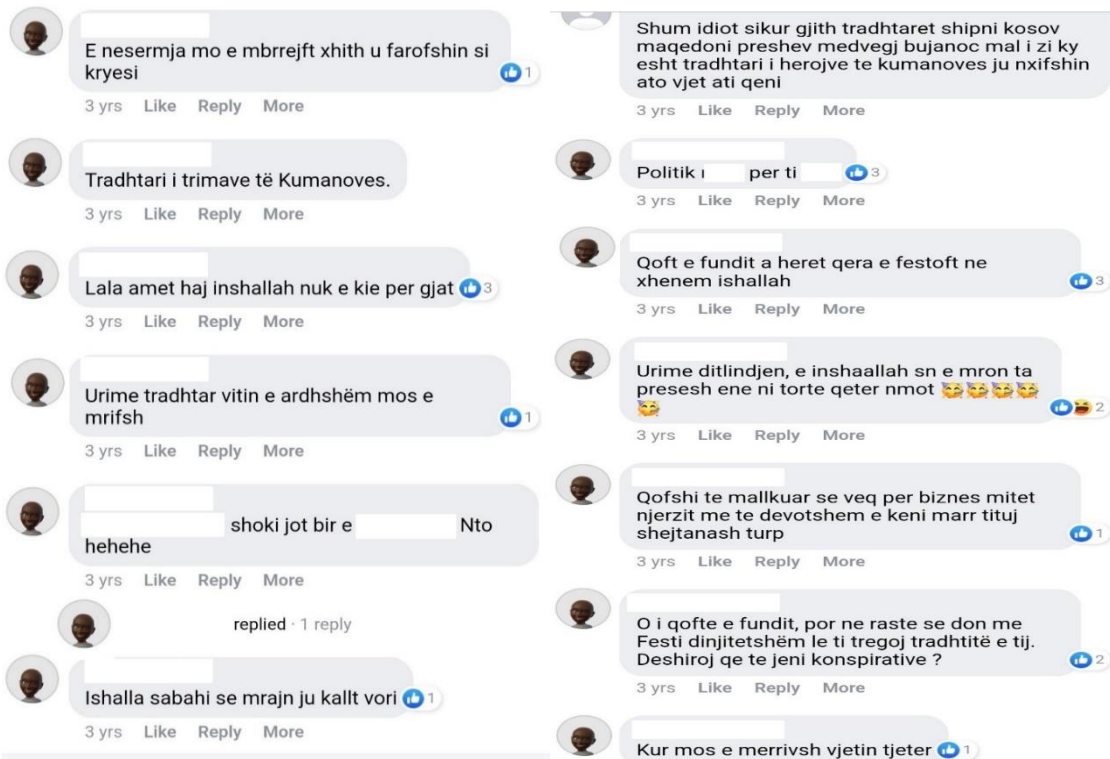 E nesermja mo e mbrrejft xhith u farofshin si
kryesi
1
3 yrs Like Reply More
Tradhtari i trimave të Kumanoves.
3 yrs Like Reply More
Lala amet haj inshallah nuk e kie per gjat 3
3 yrs Like Reply More
Urime tradhtar vitin e ardhshëm mos e
mrifsh
1
3 yrs Like Reply More
shoki jot bir e Nto
hehehe
3 yrs Like Reply More
replied · 1 reply
Ishalla sabahi se mrajn ju kallt vori 1
3 yrs Like Reply More
Shum idiot sikur gjith tradhtaret shipni kosov
maqedoni preshev medvegj bujanoc mal i zi ky
esht tradhtari i herojve te kumanoves ju nxifshin
ato vjet ati qeni
3 yrs Like Reply More
Politik per ti 3
3 yrs Like Reply More
Qoft e fundit a heret qera e festoft ne
xhenem ishallah
3
3 yrs Like Reply More
Urime ditlindjen, e inshaallah sn e mron ta
presesh ene ni torte qeter nmot 🥳🥳🥳🥳
🥳
2
3 yrs Like Reply More
Qofshi te mallkuar se veq per biznes mitet
njerzit me te devotshem e keni marr tituj
shejtanash turp
1
3 yrs Like Reply More
O i qofte e fundit, por ne raste se don me
Festi dinjitetshëm le ti tregoj tradhtitë e tij.
Deshiroj qe te jeni konspirative ?
2
3 yrs Like Reply More
Kur mos e merrivsh vjetin tjeter 1